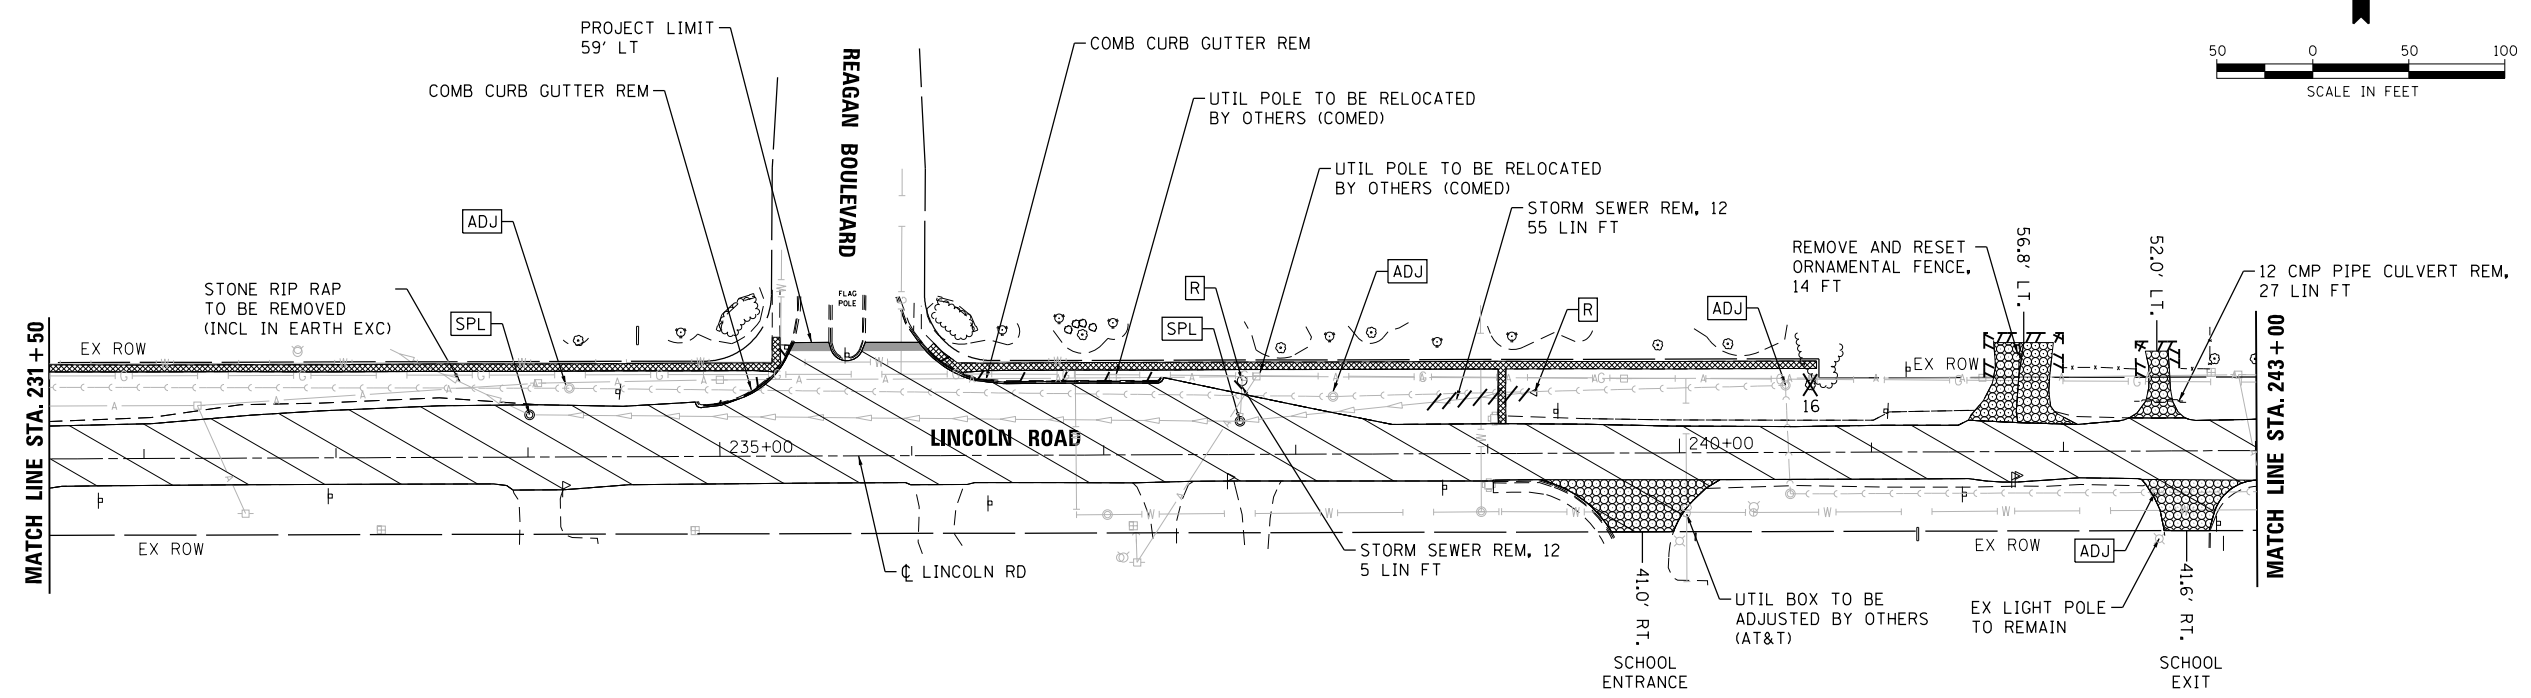 50 0 50 100
SCALE IN FEET
PROJECT LIMIT
59' LT
COMB CURB GUTTER REM
COMB CURB GUTTER REM
REAGAN BOULEVARD
UTIL POLE TO BE RELOCATED
BY OTHERS (COMED)
UTIL POLE TO BE RELOCATED
BY OTHERS (COMED)
STORM SEWER REM, 12
55 LIN FT
ADJ
STONE RIP RAP
TO BE REMOVED
(INCL IN EARTH EXC)
SPL
FLAG
POLE
R
SPL
ADJ
R
ADJ
REMOVE AND RESET
ORNAMENTAL FENCE,
14 FT
56.8' LT.
52.0' LT.
12 CMP PIPE CULVERT REM,
27 LIN FT
MATCH LINE STA. 231+50
EX ROW
EX ROW
16
LINCOLN ROAD
235+00
240+00
MATCH LINE STA. 243+00
EX ROW
EX ROW
℄ LINCOLN RD
STORM SEWER REM, 12
5 LIN FT
41.0' RT.
SCHOOL
ENTRANCE
UTIL BOX TO BE
ADJUSTED BY OTHERS
(AT&T)
ADJ
EX LIGHT POLE
TO REMAIN
41.6' RT.
SCHOOL
EXIT